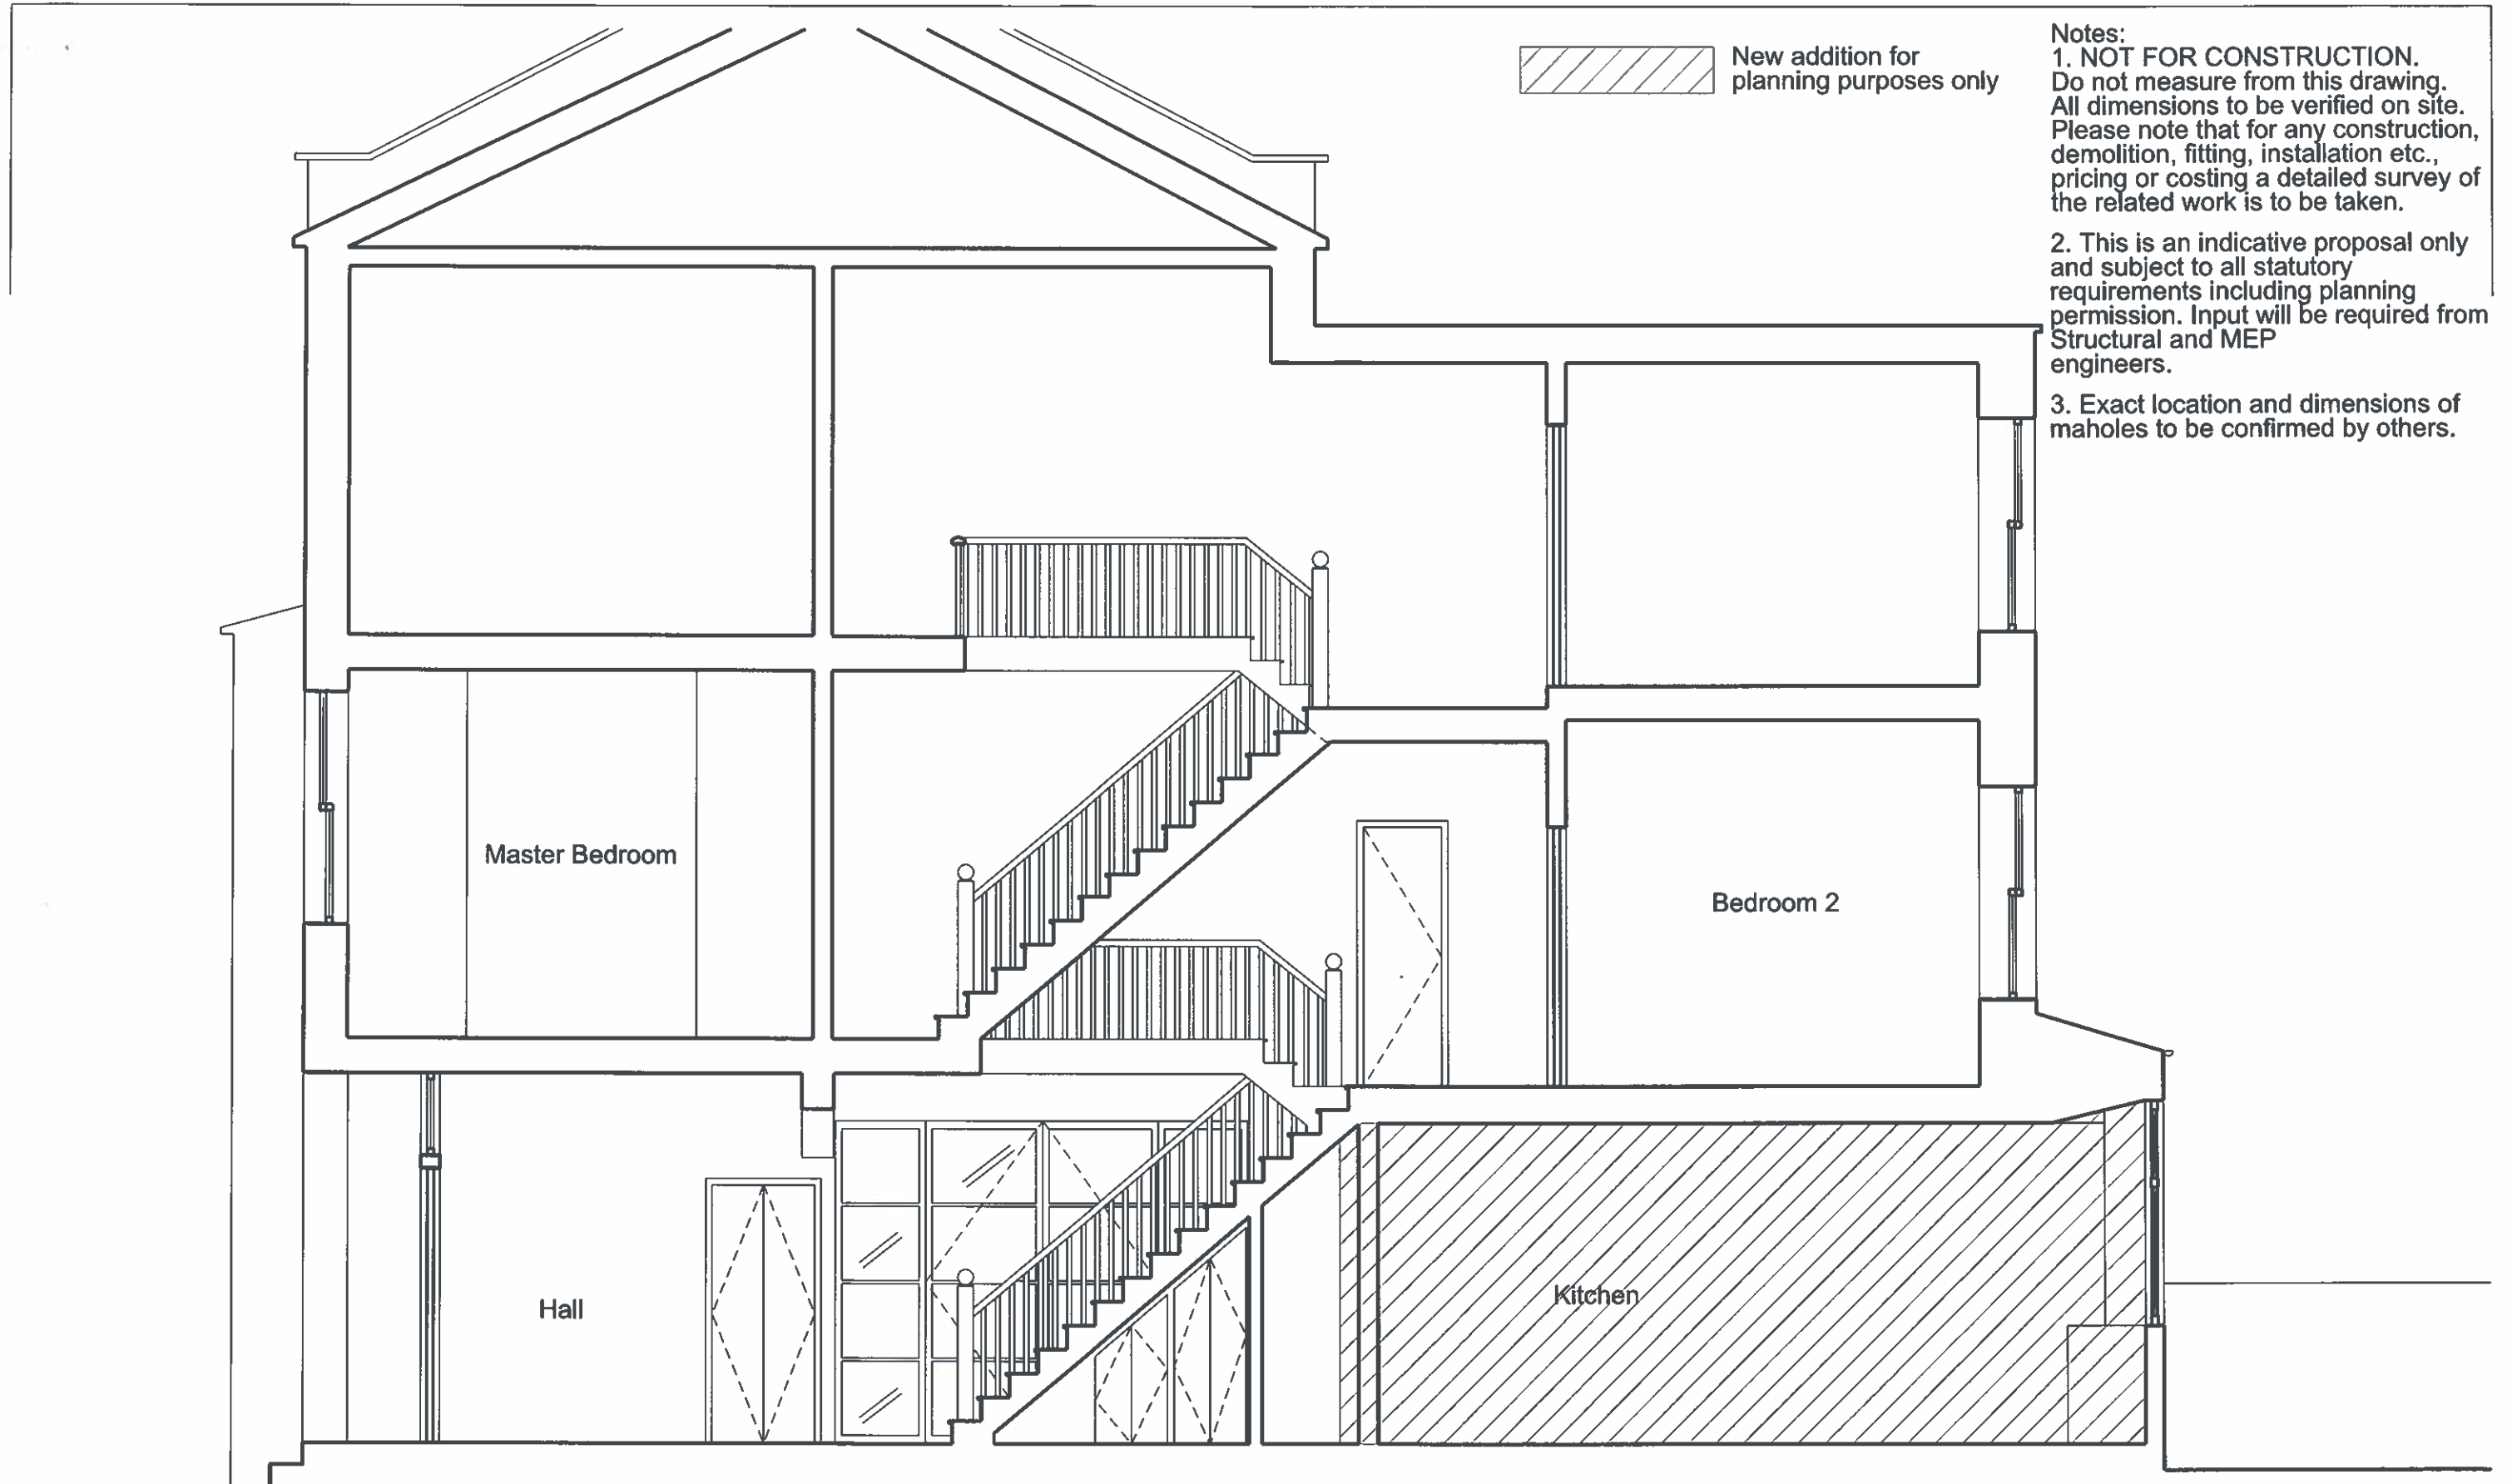 New addition for
planning purposes only
Notes:
1. NOT FOR CONSTRUCTION.
Do not measure from this drawing.
All dimensions to be verified on site.
Please note that for any construction,
demolition, fitting, installation etc.,
pricing or costing a detailed survey of
the related work is to be taken.
2. This is an indicative proposal only
and subject to all statutory
requirements including planning
permission. Input will be required from
Structural and MEP
engineers.
3. Exact location and dimensions of
maholes to be confirmed by others.
Master Bedroom
Bedroom 2
Hall
Kitchen